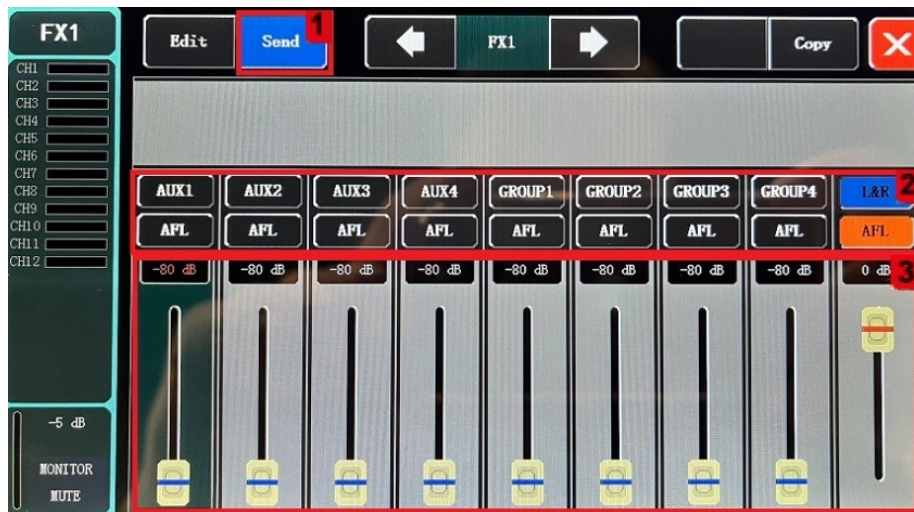 FX1
Edit
Send
1
FX1
Copy
X
CH1
CH2
CH3
CH4
CH5
CH6
CH7
CH8
CH9
CH10
CH11
CH12
AUX1 AUX2 AUX3 AUX4 GROUP1 GROUP2 GROUP3 GROUP4 L&R 2
AFL AFL AFL AFL AFL AFL AFL AFL AFL
-80 dB -80 dB -80 dB -80 dB -80 dB -80 dB -80 dB -80 dB 0 dB 3
-5 dB
MONITOR
MUTE